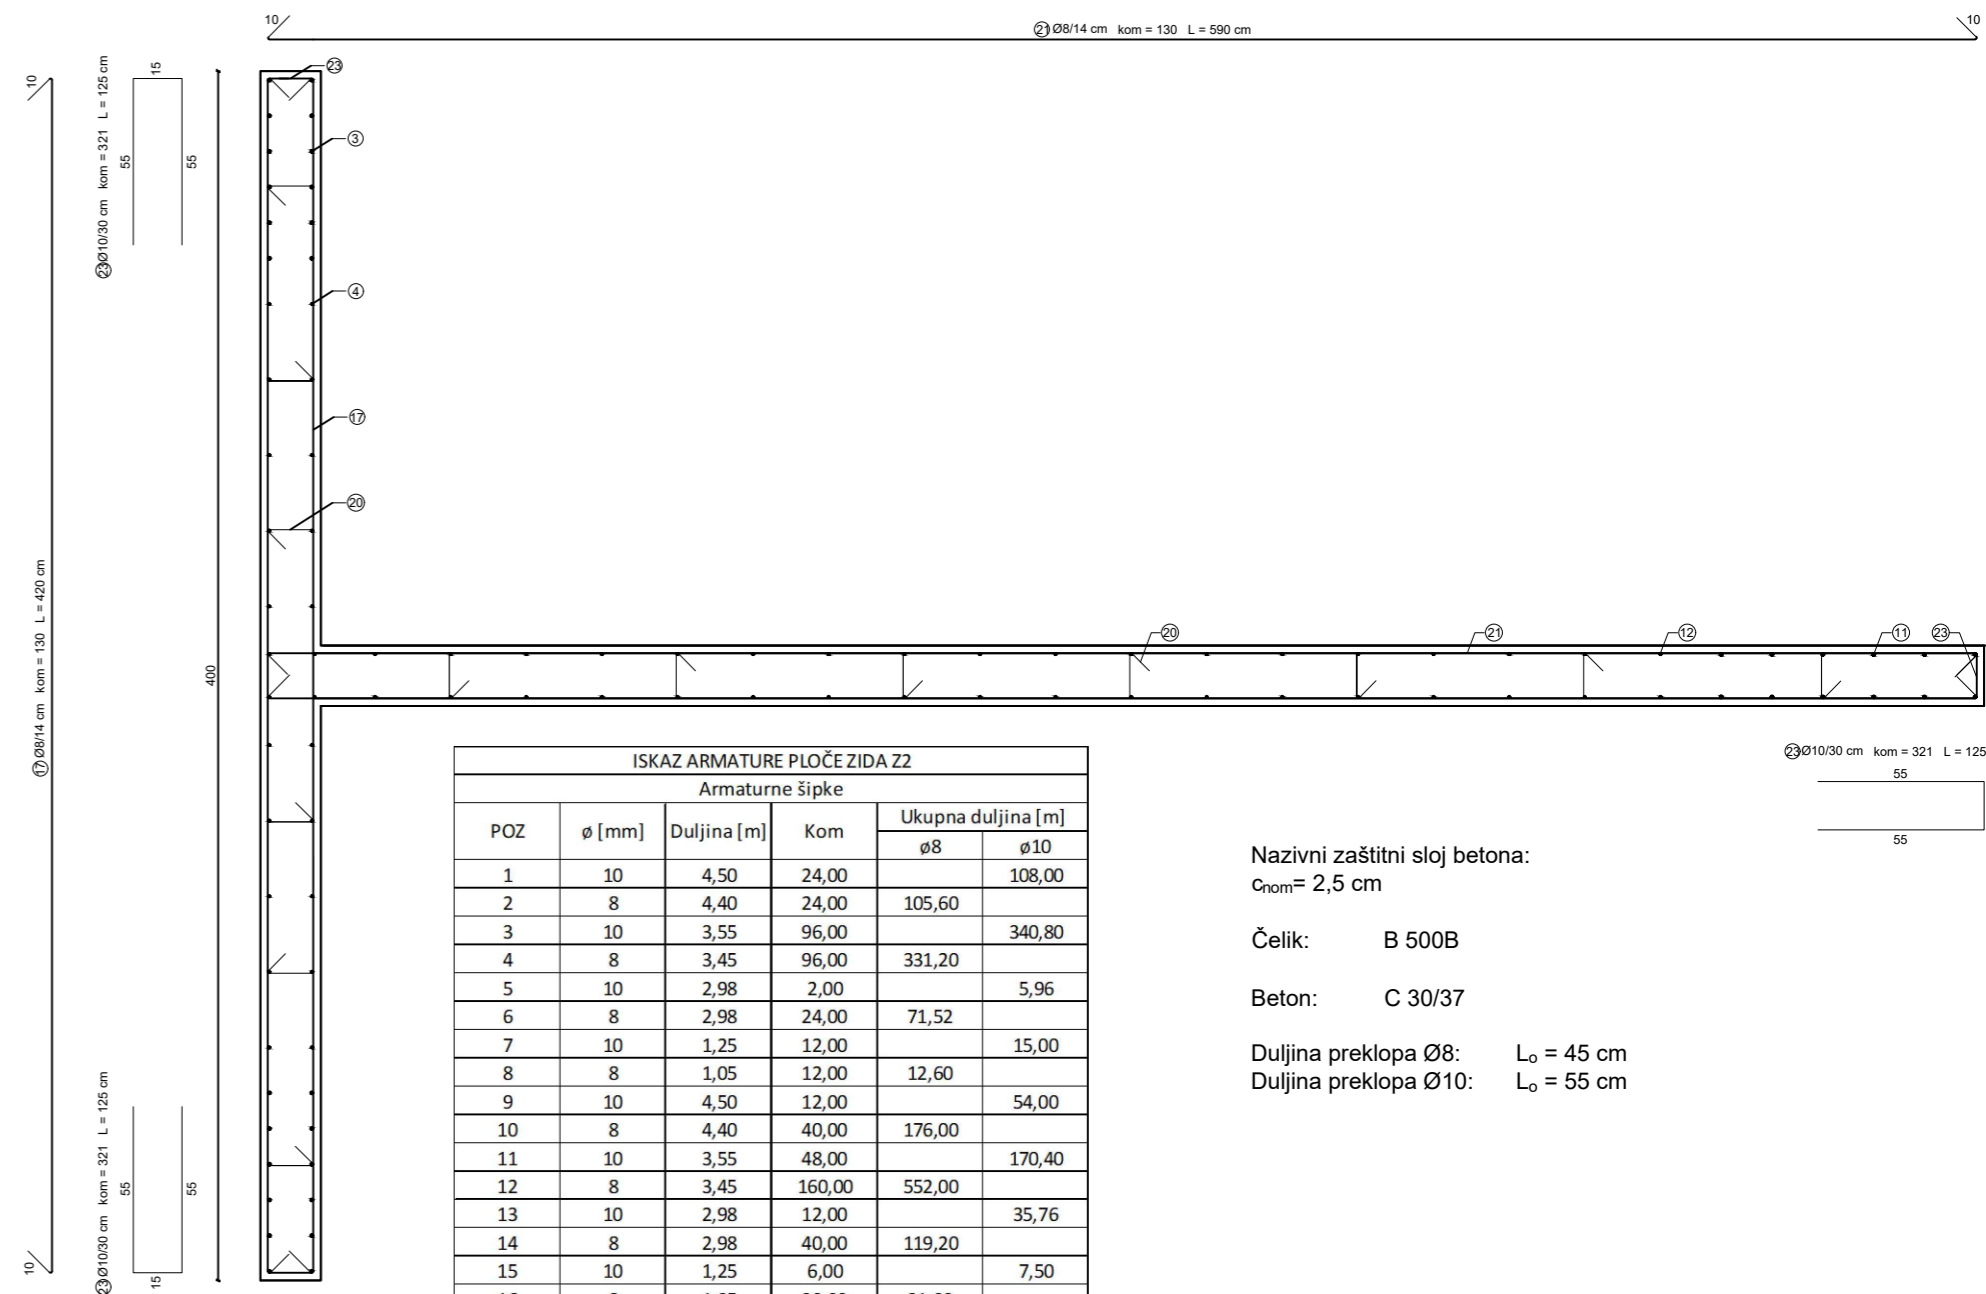 10
㉑Ø8/14 cm kom = 130 L = 590 cm
10
10
⑰Ø8/14 cm kom = 130 L = 420 cm
10
㉓Ø10/30 cm kom = 321 L = 125 cm
15
55
55
400
㉓
③
④
⑰
⑳
⑳
㉑
⑫
⑪
㉓
㉓Ø10/30 cm kom = 321 L = 125
55
55
㉓Ø10/30 cm kom = 321 L = 125 cm
55
55
15
ISKAZ ARMATURE PLOČE ZIDA Z2
Armaturne šipke
POZ ø [mm] Duljina [m] Kom Ukupna duljina [m]
ø8 ø10
1 10 4,50 24,00 108,00
2 8 4,40 24,00 105,60
3 10 3,55 96,00 340,80
4 8 3,45 96,00 331,20
5 10 2,98 2,00 5,96
6 8 2,98 24,00 71,52
7 10 1,25 12,00 15,00
8 8 1,05 12,00 12,60
9 10 4,50 12,00 54,00
10 8 4,40 40,00 176,00
11 10 3,55 48,00 170,40
12 8 3,45 160,00 552,00
13 10 2,98 12,00 35,76
14 8 2,98 40,00 119,20
15 10 1,25 6,00 7,50
Nazivni zaštitni sloj betona:
cnom= 2,5 cm
Čelik: B 500B
Beton: C 30/37
Duljina preklopa Ø8: Lo = 45 cm
Duljina preklopa Ø10: Lo = 55 cm